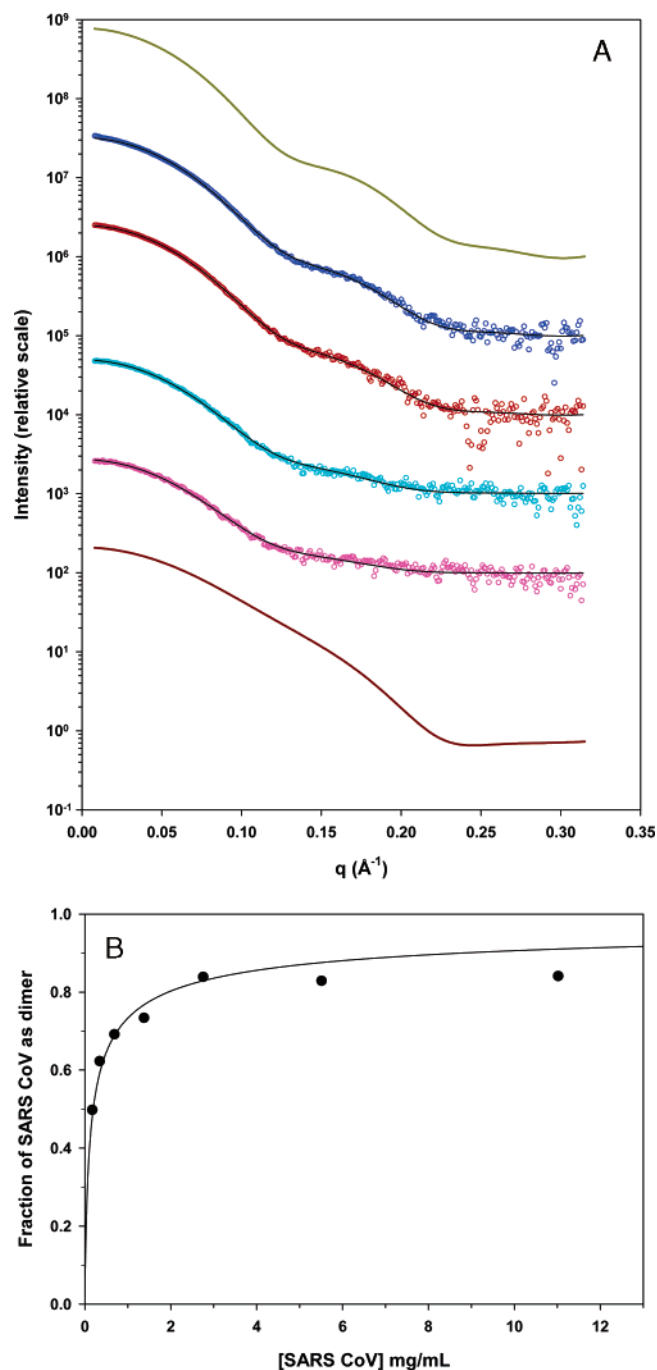 A
10⁹
10⁸
10⁷
10⁶
10⁵
10⁴
10³
10²
10¹
10⁰
10⁻¹
Intensity (relative scale)
0.00 0.05 0.10 0.15 0.20 0.25 0.30 0.35
q (Å⁻¹)
B
1.0
0.8
0.6
0.4
0.2
0.0
Fraction of SARS CoV as dimer
0 2 4 6 8 10 12
[SARS CoV] mg/mL